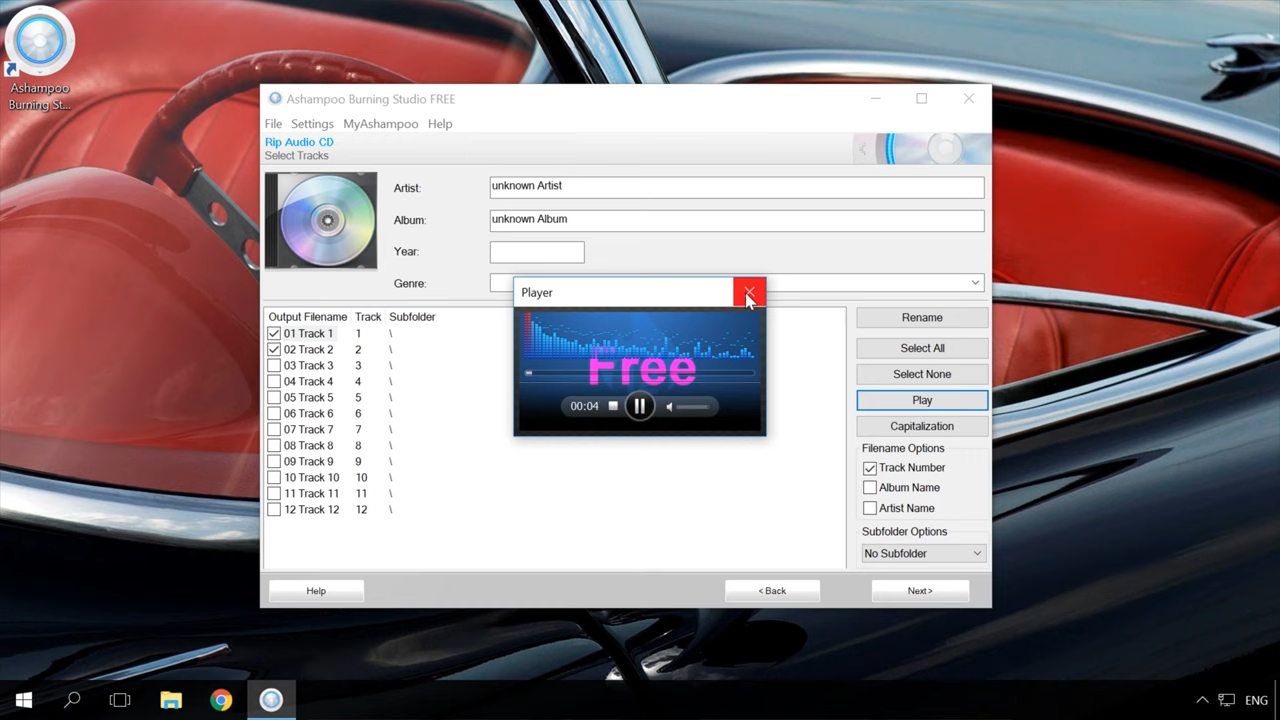 Ashampoo
Burning St...
Ashampoo Burning Studio FREE
File Settings MyAshampoo Help
Rip Audio CD
Select Tracks
Artist: unknown Artist
Album: unknown Album
Year:
Genre:
Player
Free
00:04
Output Filename Track Subfolder
01 Track 1 1 \
02 Track 2 2 \
03 Track 3 3 \
04 Track 4 4 \
05 Track 5 5 \
06 Track 6 6 \
07 Track 7 7 \
08 Track 8 8 \
09 Track 9 9 \
10 Track 10 10 \
11 Track 11 11 \
12 Track 12 12 \
Rename
Select All
Select None
Play
Capitalization
Filename Options
Track Number
Album Name
Artist Name
Subfolder Options
No Subfolder
Help
< Back
Next >
ENG